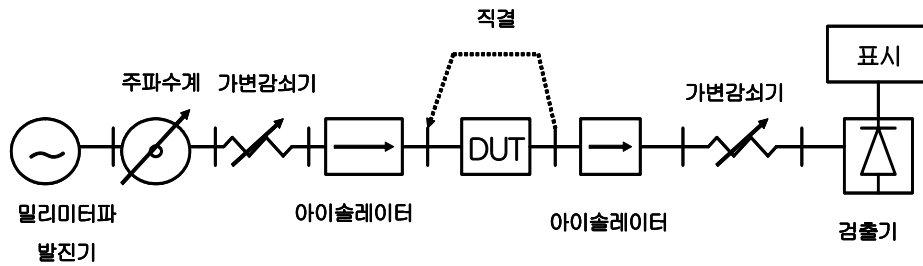 직결
표시
주파수계
가변감쇠기
가변감쇠기
DUT
밀리미터파
발진기
아이솔레이터
아이솔레이터
검출기